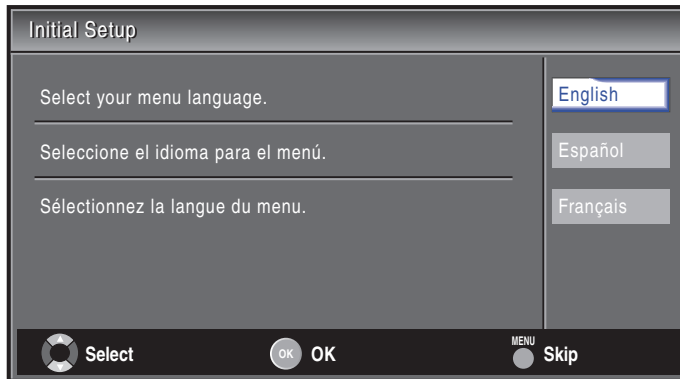 Initial Setup
Select your menu language.
English
Seleccione el idioma para el menú.
Español
Sélectionnez la langue du menu.
Français
Select
OK OK
MENU
Skip